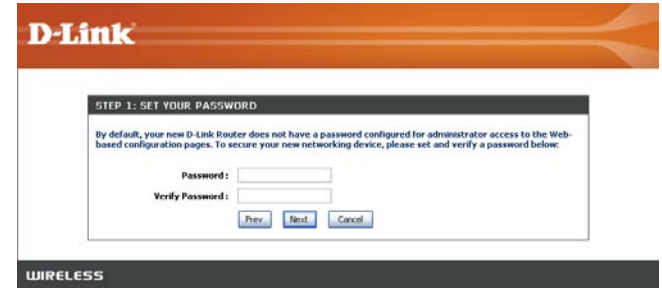 D-Link
STEP 1: SET YOUR PASSWORD
By default, your new D-Link Router does not have a password configured for administrator access to the Web-
based configuration pages. To secure your new networking device, please set and verify a password below:
Password :
Verify Password :
Prev Next Cancel
WIRELESS